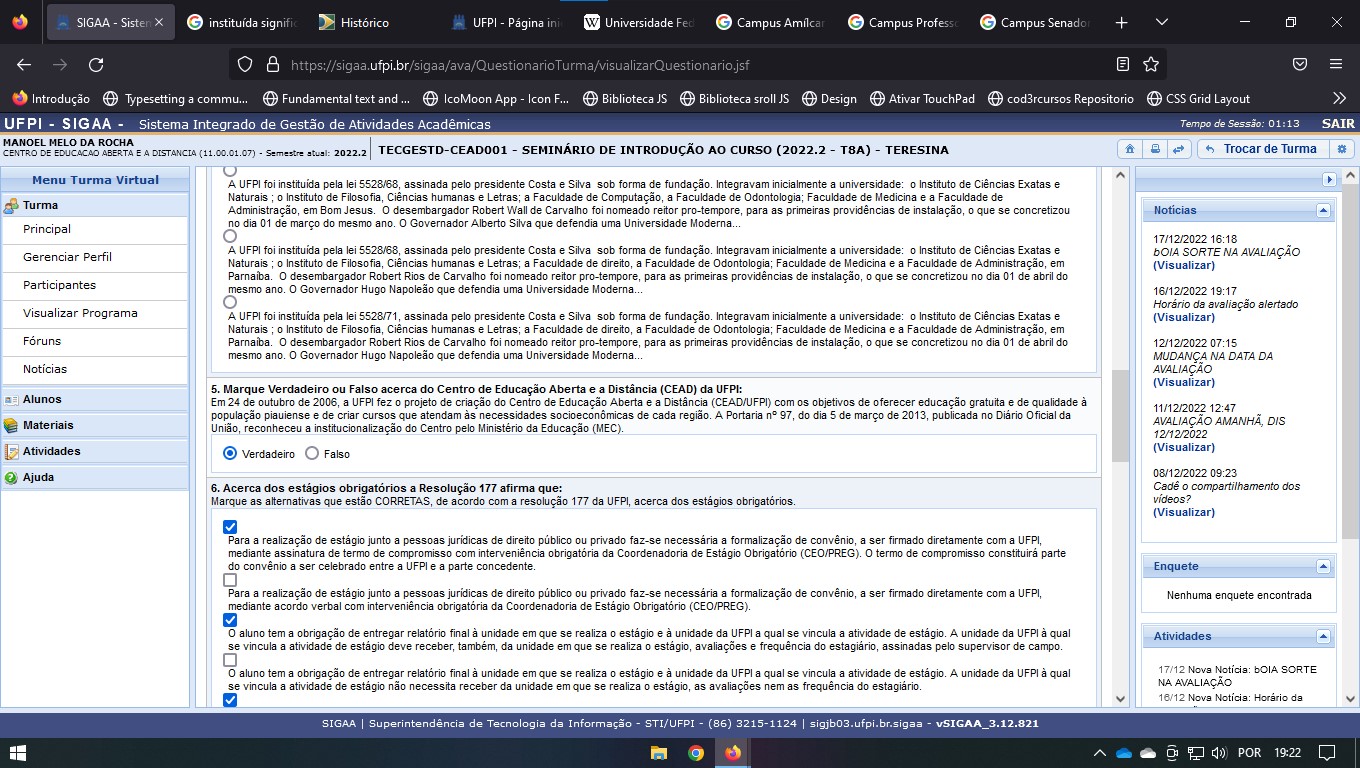 SIGAA - Sistem
instituída signific
Histórico
UFPI - Página ini
Universidade Fed
Campus Amílcar
Campus Professo
Campus Senador
https://sigaa.ufpi.br/sigaa/ava/QuestionarioTurma/visualizarQuestionario.jsf
Introdução
Typesetting a commu...
Fundamental text and ...
IcoMoon App - Icon F...
Biblioteca JS
Biblioteca sroll JS
Design
Ativar TouchPad
cod3rcursos Repositorio
CSS Grid Layout
UFPI - SIGAA - Sistema Integrado de Gestão de Atividades Acadêmicas
Tempo de Sessão: 01:13 SAIR
MANOEL MELO DA ROCHA
CENTRO DE EDUCACAO ABERTA E A DISTANCIA (11.00.01.07) - Semestre atual: 2022.2
TECGESTD-CEAD001 - SEMINÁRIO DE INTRODUÇÃO AO CURSO (2022.2 - T8A) - TERESINA
Trocar de Turma
Menu Turma Virtual
Turma
Principal
Gerenciar Perfil
Participantes
Visualizar Programa
Fóruns
Notícias
Alunos
Materiais
Atividades
Ajuda
A UFPI foi instituída pela lei 5528/68, assinada pelo presidente Costa e Silva sob forma de fundação. Integravam inicialmente a universidade: o Instituto de Ciências Exatas e
Naturais ; o Instituto de Filosofia, Ciências humanas e Letras; a Faculdade de Computação, a Faculdade de Odontologia; Faculdade de Medicina e a Faculdade de
Administração, em Bom Jesus. O desembargador Robert Wall de Carvalho foi nomeado reitor pro-tempore, para as primeiras providências de instalação, o que se concretizou
no dia 01 de março do mesmo ano. O Governador Alberto Silva que defendia uma Universidade Moderna...
A UFPI foi instituída pela lei 5528/68, assinada pelo presidente Costa e Silva sob forma de fundação. Integravam inicialmente a universidade: o Instituto de Ciências Exatas e
Naturais ; o Instituto de Filosofia, Ciências humanas e Letras; a Faculdade de direito, a Faculdade de Odontologia; Faculdade de Medicina e a Faculdade de Administração, em
Parnaíba. O desembargador Robert Rios de Carvalho foi nomeado reitor pro-tempore, para as primeiras providências de instalação, o que se concretizou no dia 01 de abril do
mesmo ano. O Governador Hugo Napoleão que defendia uma Universidade Moderna...
A UFPI foi instituída pela lei 5528/71, assinada pelo presidente Costa e Silva sob forma de fundação. Integravam inicialmente a universidade: o Instituto de Ciências Exatas e
Naturais ; o Instituto de Filosofia, Ciências humanas e Letras; a Faculdade de direito, a Faculdade de Odontologia; Faculdade de Medicina e a Faculdade de Administração, em
Parnaíba. O desembargador Robert Rios de Carvalho foi nomeado reitor pro-tempore, para as primeiras providências de instalação, o que se concretizou no dia 01 de abril do
mesmo ano. O Governador Hugo Napoleão que defendia uma Universidade Moderna...
5. Marque Verdadeiro ou Falso acerca do Centro de Educação Aberta e a Distância (CEAD) da UFPI:
Em 24 de outubro de 2006, a UFPI fez o projeto de criação do Centro de Educação Aberta e a Distância (CEAD/UFPI) com os objetivos de oferecer educação gratuita e de qualidade à
população piauiense e de criar cursos que atendam às necessidades socioeconômicas de cada região. A Portaria nº 97, do dia 5 de março de 2013, publicada no Diário Oficial da
União, reconheceu a institucionalização do Centro pelo Ministério da Educação (MEC).
Verdadeiro Falso
6. Acerca dos estágios obrigatórios a Resolução 177 afirma que:
Marque as alternativas que estão CORRETAS, de acordo com a resolução 177 da UFPI, acerca dos estágios obrigatórios.
Para a realização de estágio junto a pessoas jurídicas de direito público ou privado faz-se necessária a formalização de convênio, a ser firmado diretamente com a UFPI,
mediante assinatura de termo de compromisso com interveniência obrigatória da Coordenadoria de Estágio Obrigatório (CEO/PREG). O termo de compromisso constituirá parte
do convênio a ser celebrado entre a UFPI e a parte concedente.
Para a realização de estágio junto a pessoas jurídicas de direito público ou privado faz-se necessária a formalização de convênio, a ser firmado diretamente com a UFPI,
mediante acordo verbal com interveniência obrigatória da Coordenadoria de Estágio Obrigatório (CEO/PREG).
O aluno tem a obrigação de entregar relatório final à unidade em que se realiza o estágio e à unidade da UFPI a qual se vincula a atividade de estágio. A unidade da UFPI à qual
se vincula a atividade de estágio deve receber, também, da unidade em que se realiza o estágio, avaliações e frequência do estagiário, assinadas pelo supervisor de campo.
O aluno tem a obrigação de entregar relatório final à unidade em que se realiza o estágio e à unidade da UFPI a qual se vincula a atividade de estágio. A unidade da UFPI à qual
se vincula a atividade de estágio não necessita receber da unidade em que se realiza o estágio, as avaliações nem as frequência do estagiário.
Notícias
17/12/2022 16:18
bOIA SORTE NA AVALIAÇÃO
(Visualizar)
16/12/2022 19:17
Horário da avaliação alertado
(Visualizar)
12/12/2022 07:15
MUDANÇA NA DATA DA
AVALIAÇÃO
(Visualizar)
11/12/2022 12:47
AVALIAÇÃO AMANHÃ, DIS
12/12/2022
(Visualizar)
08/12/2022 09:23
Cadê o compartilhamento dos
vídeos?
(Visualizar)
Enquete
Nenhuma enquete encontrada
Atividades
17/12 Nova Notícia: bOIA SORTE
NA AVALIAÇÃO
16/12 Nova Notícia: Horário da
SIGAA | Superintendência de Tecnologia da Informação - STI/UFPI - (86) 3215-1124 | sigjb03.ufpi.br.sigaa - vSIGAA_3.12.821
POR 19:22